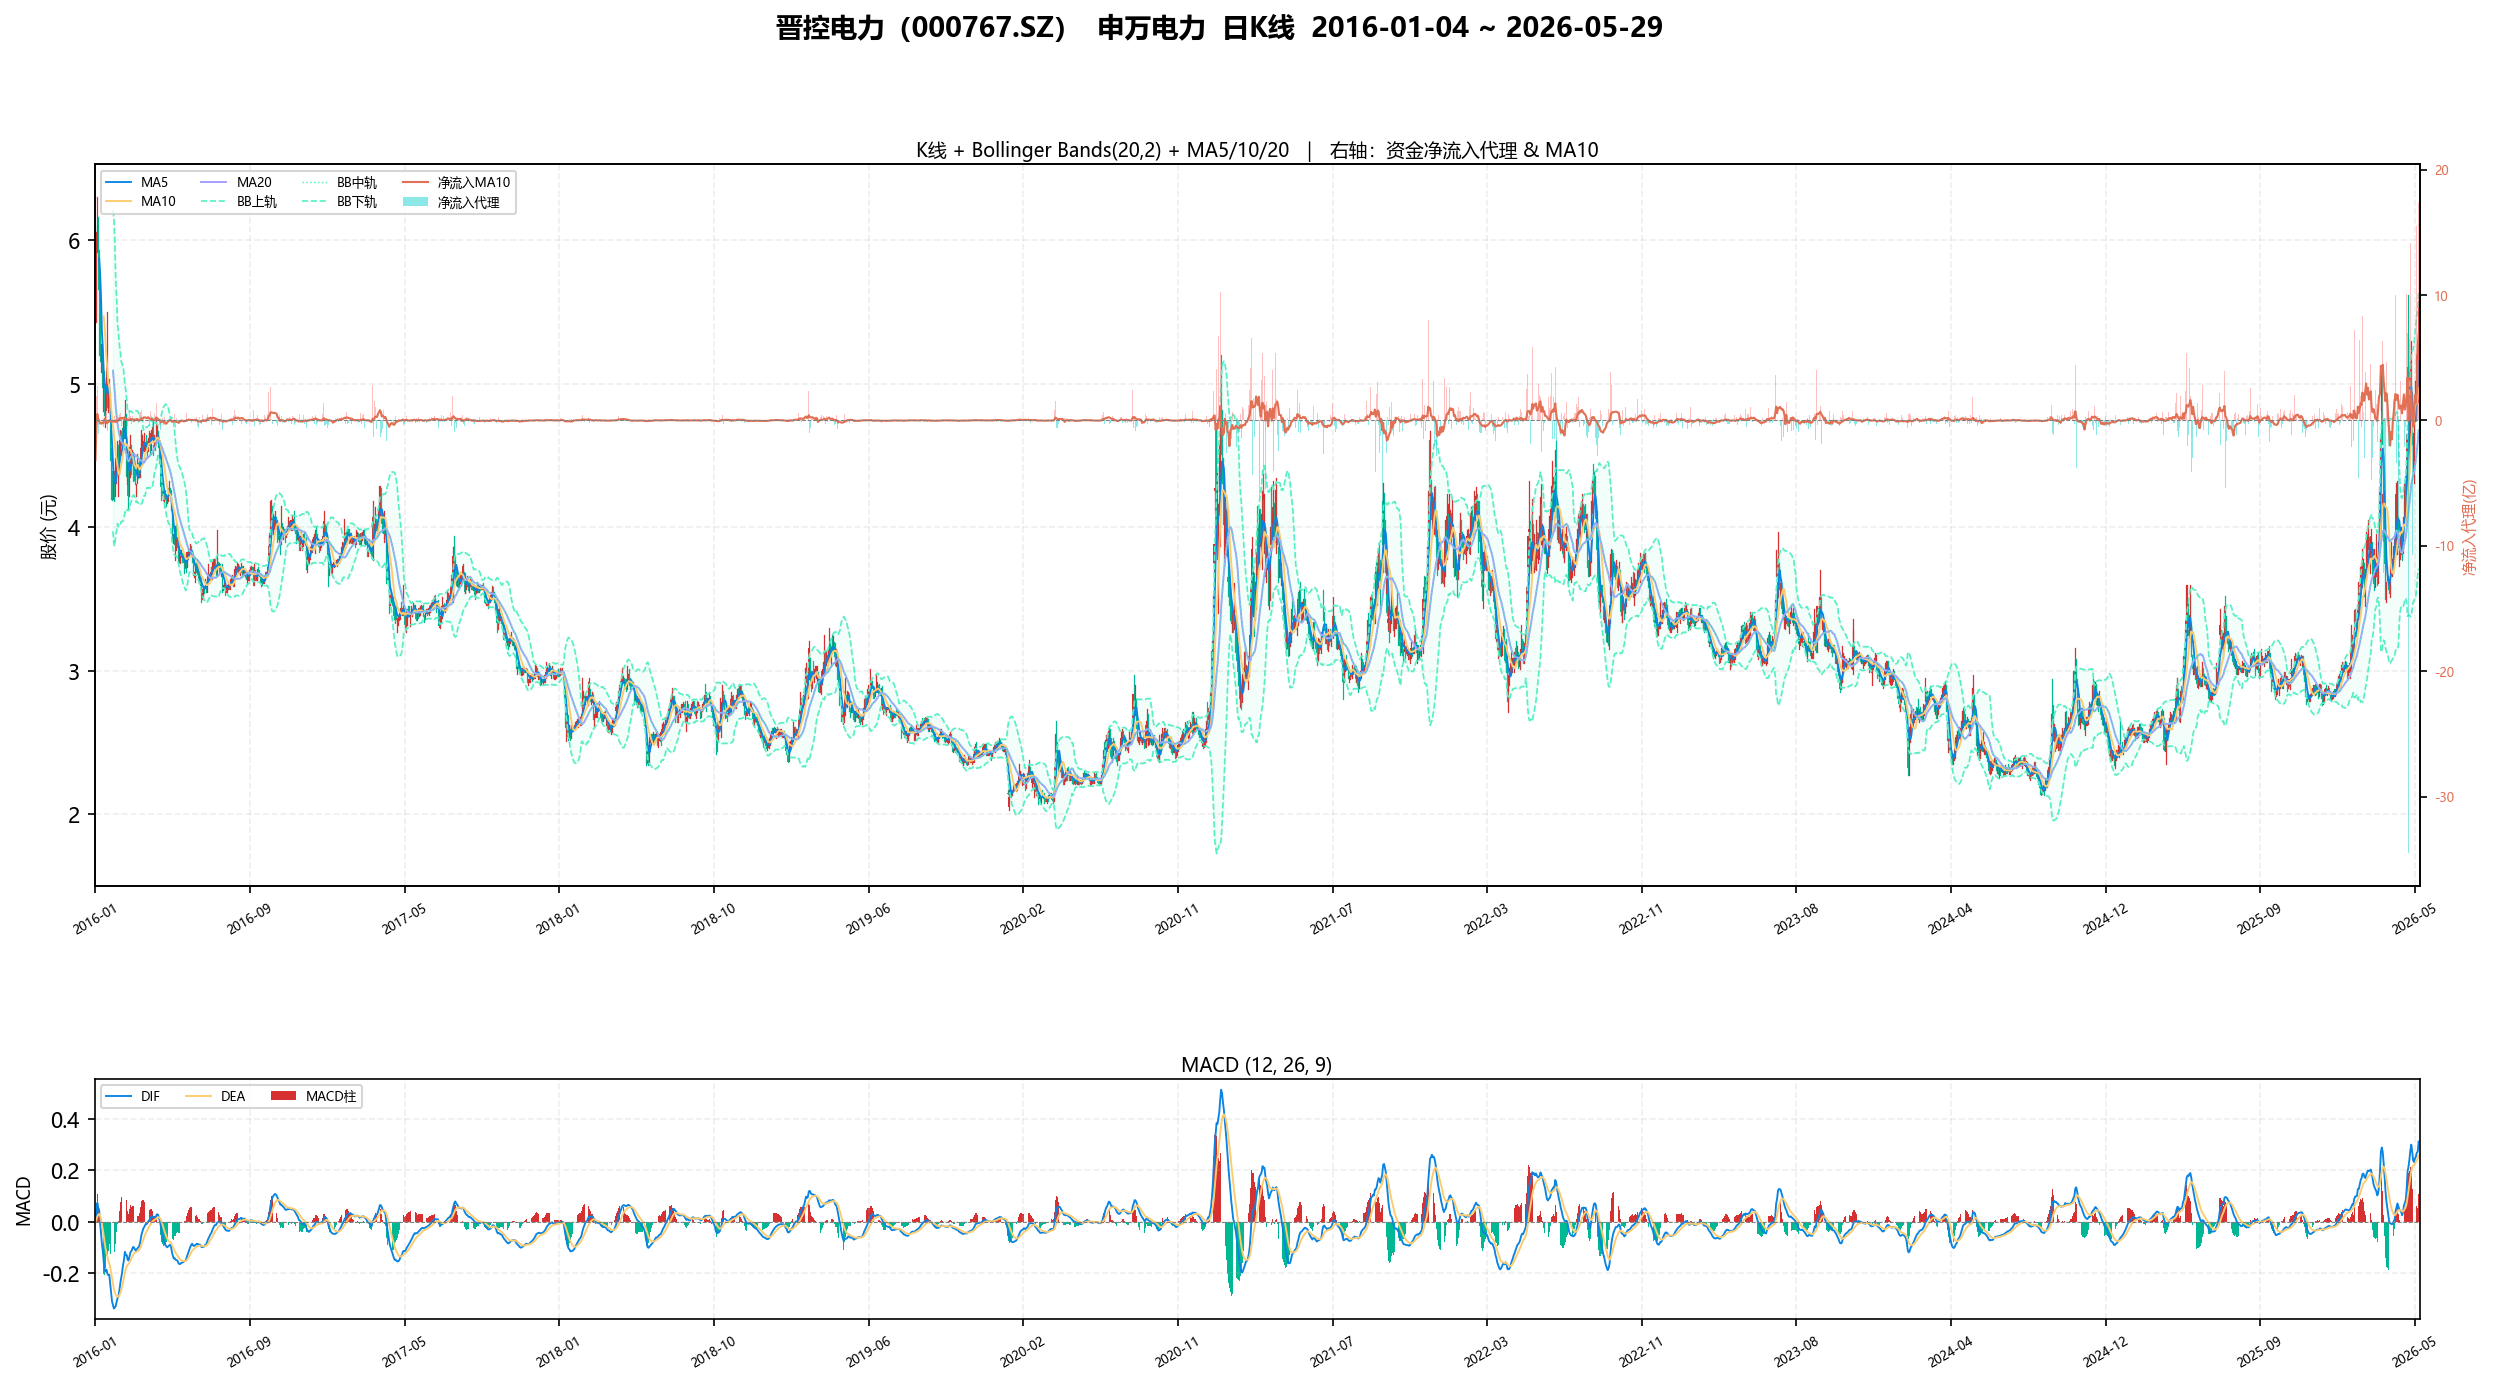 晋控电力（000767.SZ）  申万电力  日K线  2016-01-04 ~ 2026-05-29
K线 + Bollinger Bands(20,2) + MA5/10/20  |  右轴：资金净流入代理 & MA10
MA5 MA20 BB中轨 净流入MA10
MA10 BB上轨 BB下轨 净流入代理
股价 (元)
6
5
4
3
2
20
10
0
-10
-20
-30
净流入代理(亿)
2016-01 2016-09 2017-05 2018-01 2018-10 2019-06 2020-02 2020-11 2021-07 2022-03 2022-11 2023-08 2024-04 2024-12 2025-09 2026-05
MACD (12, 26, 9)
DIF DEA MACD柱
MACD
0.4
0.2
0.0
-0.2
2016-01 2016-09 2017-05 2018-01 2018-10 2019-06 2020-02 2020-11 2021-07 2022-03 2022-11 2023-08 2024-04 2024-12 2025-09 2026-05